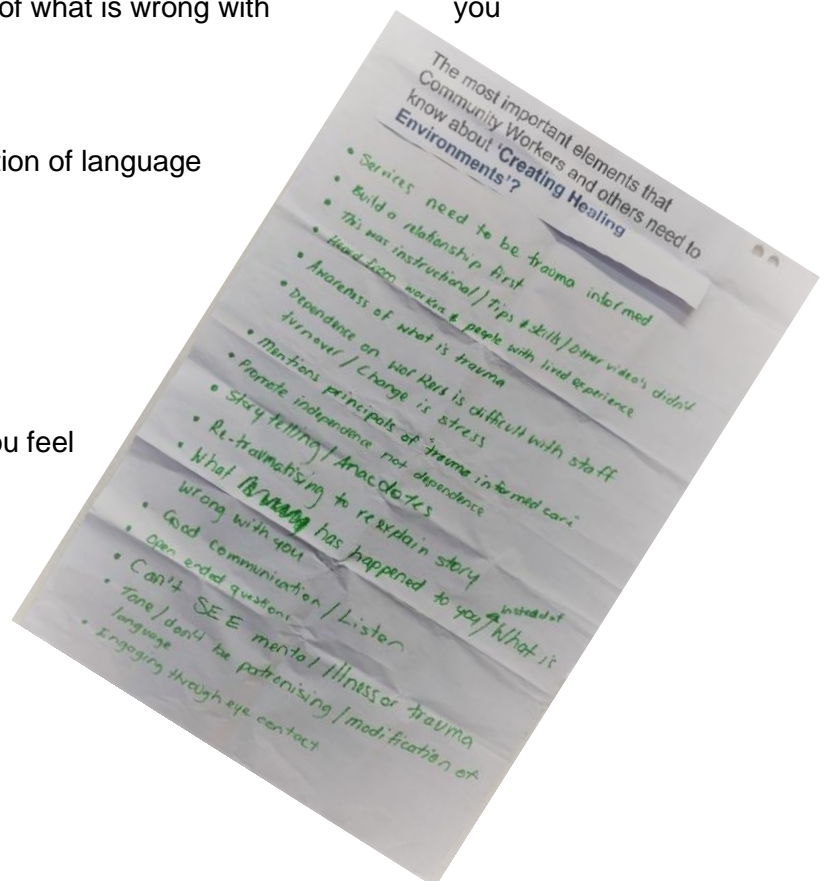 of what is wrong with you
tion of language
ou feel
The most important elements that
Community Workers and others need to
know about 'Creating Healing
Environments'?
• Services need to be trauma informed
• Build a relationship first
• This was instructional / Tips & skills / Other video's didn't
• Heard from workers & people with lived experience
• Awareness of what is trauma
• Dependence on workers is difficult with staff
turnover / Change is stress
• Mentions principals of trauma informed care
• Promote independence not dependence
• Story telling / Anacdotes
• Re-traumatising to reexplain story
• What has happened to you / instead of What is
wrong with you
• Good communication / Listen
• Open ended questions
• Can't SEE mental illness or trauma
• Tone / don't be patronising / modification of
language
• Engaging through eye contact